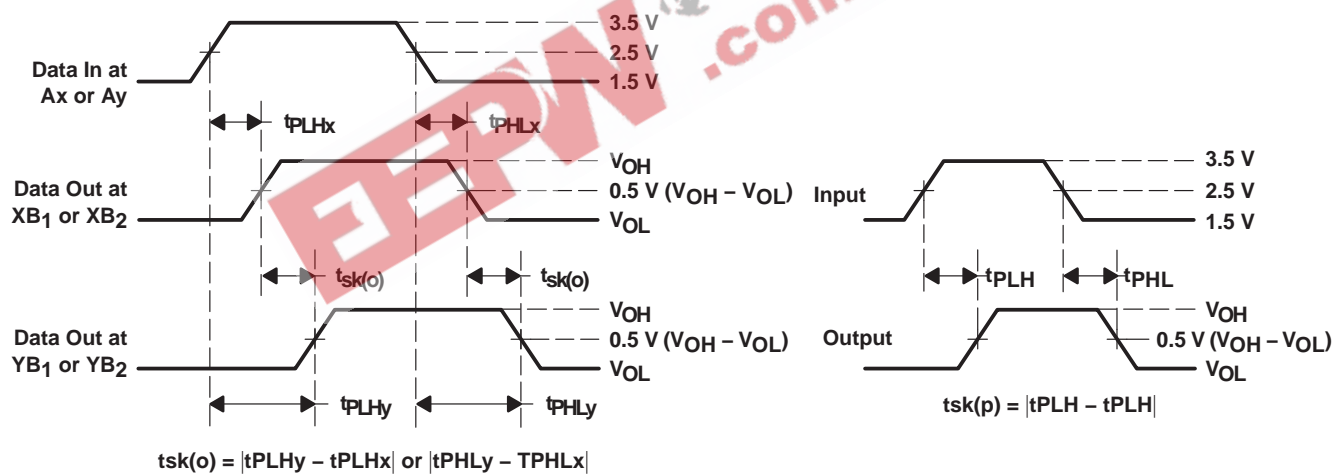 3.5 V
2.5 V
1.5 V
Data In at
Ax or Ay
tPLHx
tPHLx
VOH
0.5 V (VOH – VOL)
VOL
Data Out at
XB1 or XB2
tsk(o)
tsk(o)
VOH
0.5 V (VOH – VOL)
VOL
Data Out at
YB1 or YB2
tPLHy
tPHLy
tsk(o) = |tPLHy – tPLHx| or |tPHLy – TPHLx|
Input
3.5 V
2.5 V
1.5 V
tPLH
tPHL
Output
VOH
0.5 V (VOH – VOL)
VOL
tsk(p) = |tPLH – tPLH|
EEPW
.com